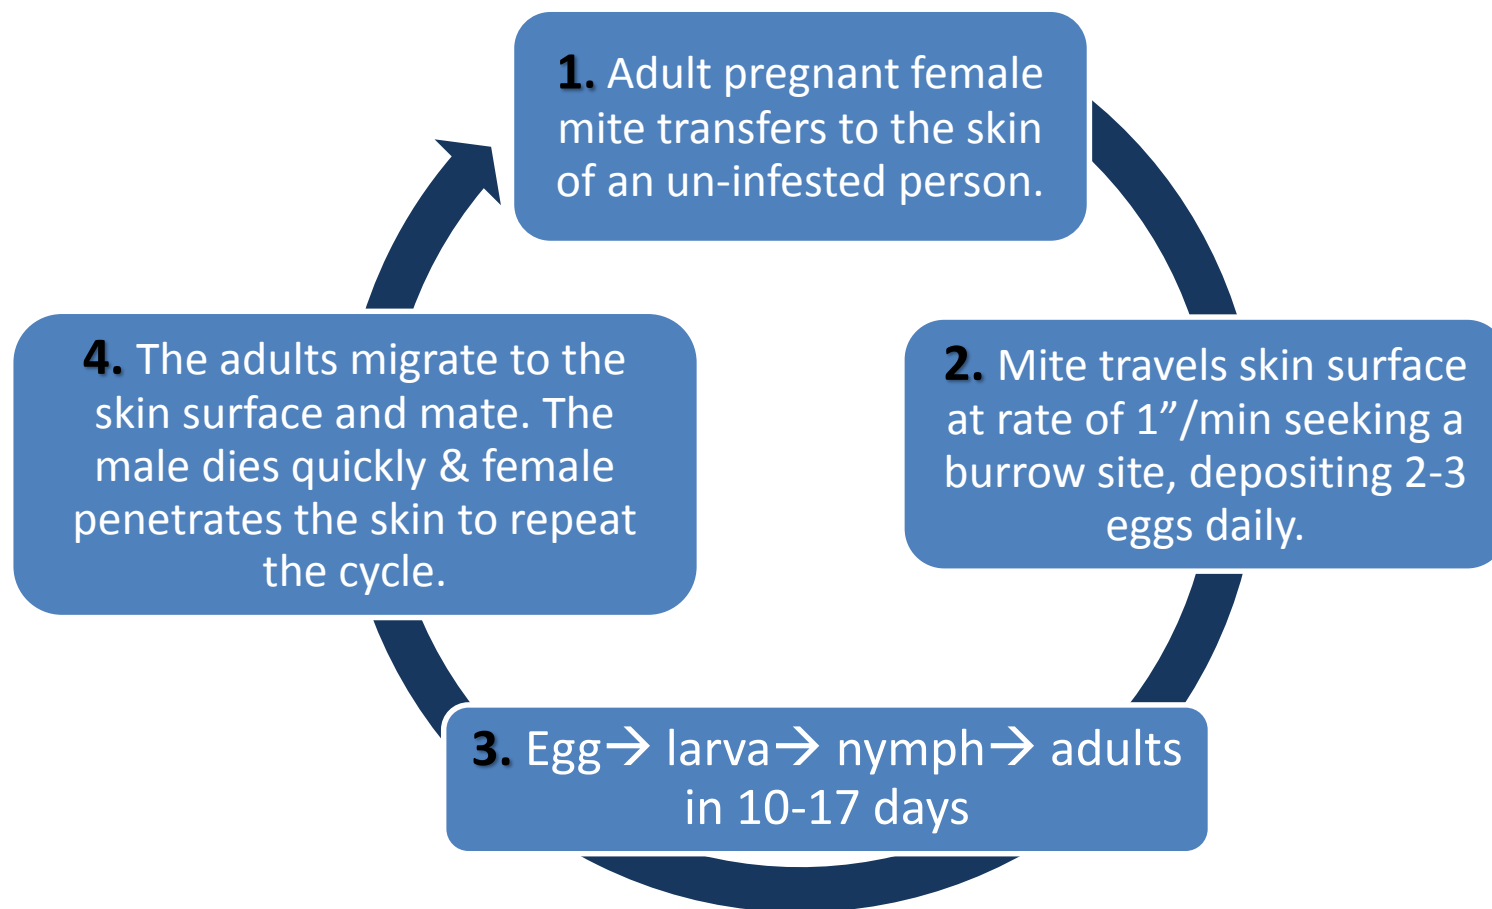 1. Adult pregnant female
mite transfers to the skin
of an un-infested person.
2. Mite travels skin surface
at rate of 1”/min seeking a
burrow site, depositing 2-3
eggs daily.
3. Egg→ larva→ nymph→ adults
in 10-17 days
4. The adults migrate to the
skin surface and mate. The
male dies quickly & female
penetrates the skin to repeat
the cycle.